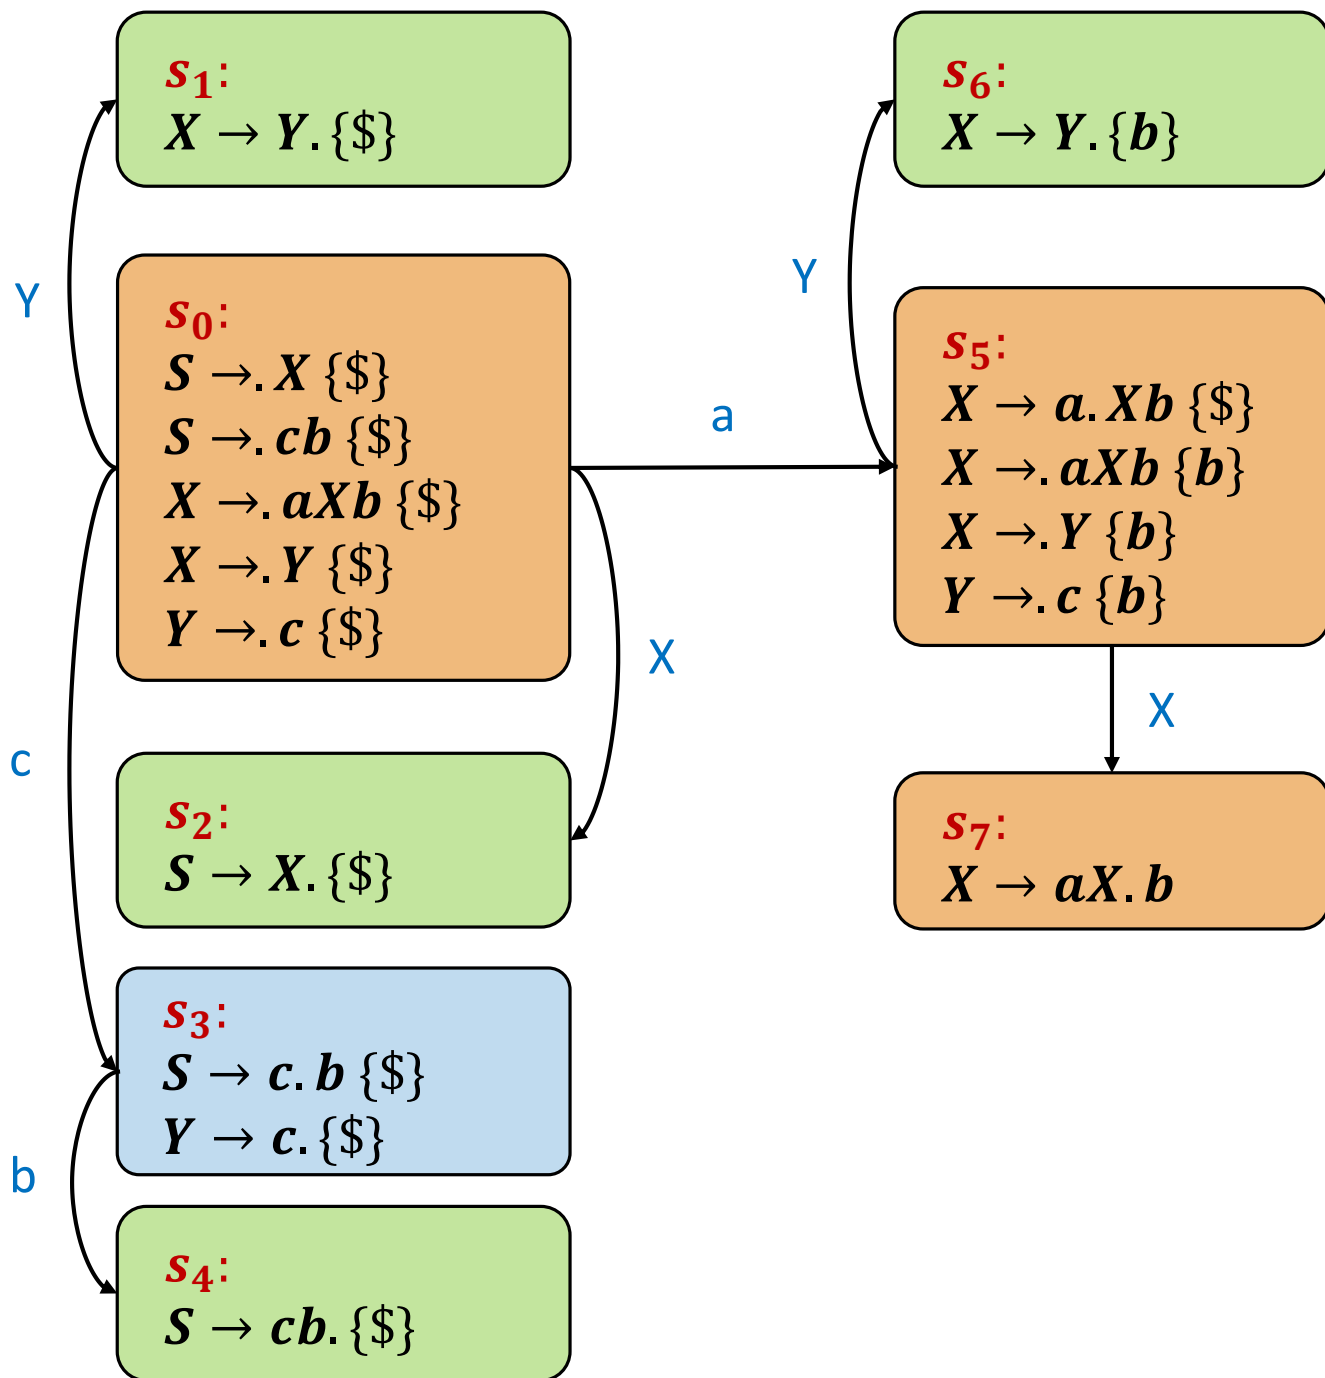 s₁:
X → Y. {$}
Y
s₀:
S →. X {$}
S →. cb {$}
X →. aXb {$}
X →. Y {$}
Y →. c {$}
a
X
c
s₂:
S → X. {$}
s₃:
S → c. b {$}
Y → c. {$}
b
s₄:
S → cb. {$}
s₆:
X → Y. {b}
Y
s₅:
X → a. Xb {$}
X →. aXb {b}
X →. Y {b}
Y →. c {b}
X
s₇:
X → aX. b